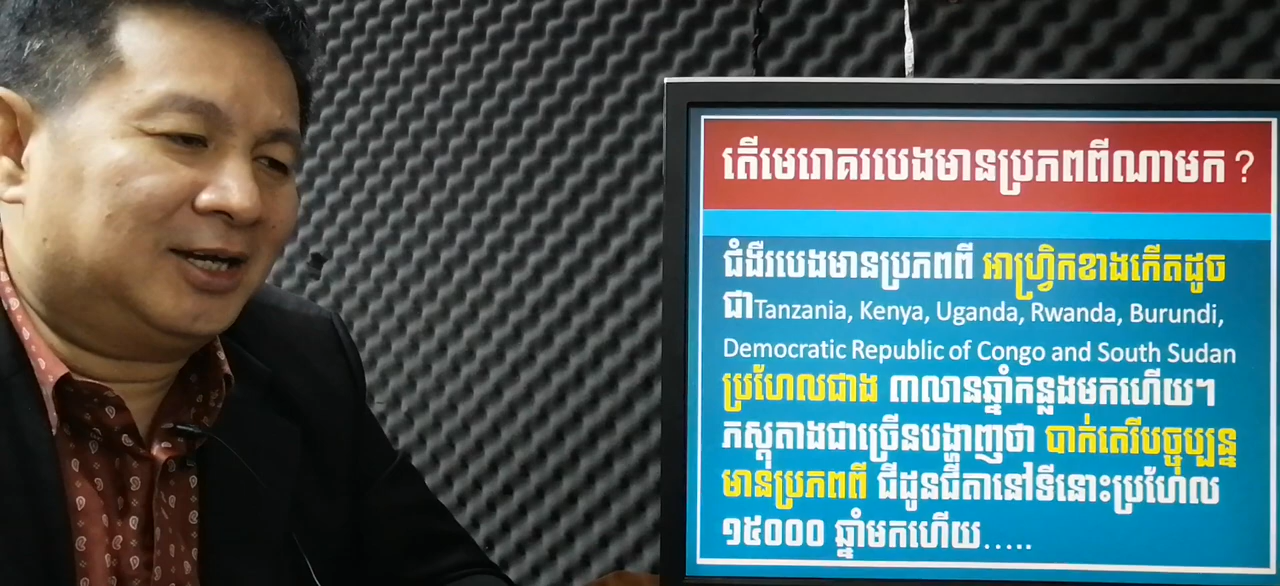 តើមេរោគរបេងមានប្រភពពីណាមក ?
ជំងឺរបេងមានប្រភពពី អាហ្វ្រិកខាងកើតដូច
ជាTanzania, Kenya, Uganda, Rwanda, Burundi,
Democratic Republic of Congo and South Sudan
ប្រហែលជាង ៣លានឆ្នាំកន្លងមកហើយ។
ភស្តុតាងជាច្រើនបង្ហាញថា បាក់តេរីបច្ចុប្បន្ន
មានប្រភពពី ជីដូនជីតានៅទីនោះប្រហែល
១៥០០០ ឆ្នាំមកហើយ.....